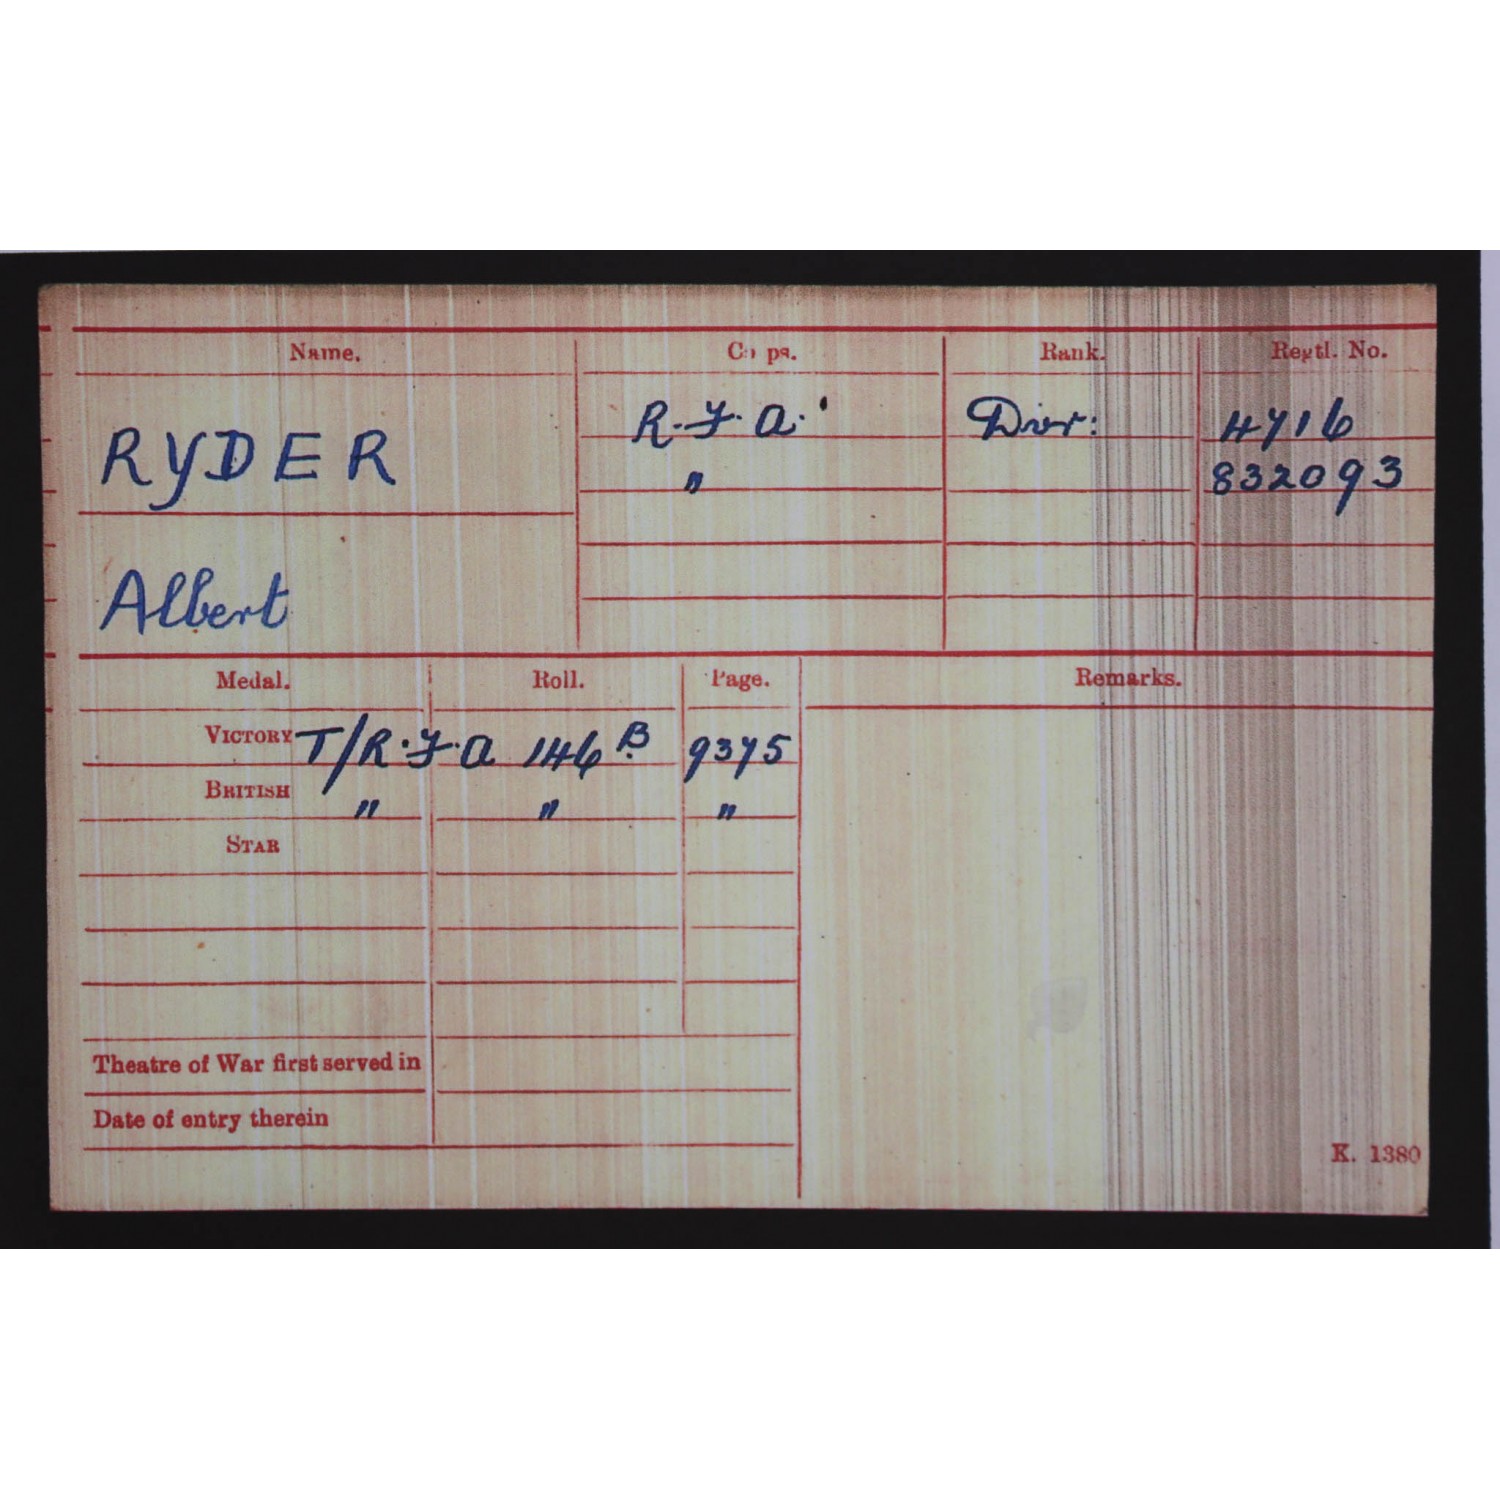 Name. Corps. Rank. Regtl. No.
RYDER R.F.A. Dvr: 4716
" 832093
Albert
Medal. Roll. Page. Remarks.
VICTORY T/R.F.A 146 B 9375
BRITISH " " "
STAR
Theatre of War first served in
Date of entry therein
K. 1380